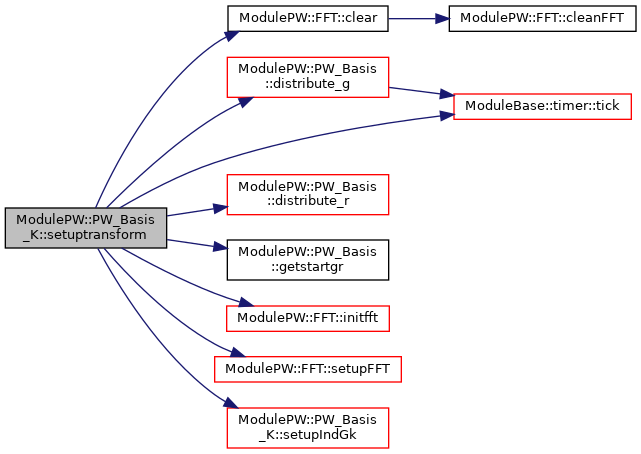 ModulePW::PW_Basis
_K::setuptransform
ModulePW::FFT::clear
ModulePW::FFT::cleanFFT
ModulePW::PW_Basis
::distribute_g
ModuleBase::timer::tick
ModulePW::PW_Basis
::distribute_r
ModulePW::PW_Basis
::getstartgr
ModulePW::FFT::initfft
ModulePW::FFT::setupFFT
ModulePW::PW_Basis
_K::setupIndGk